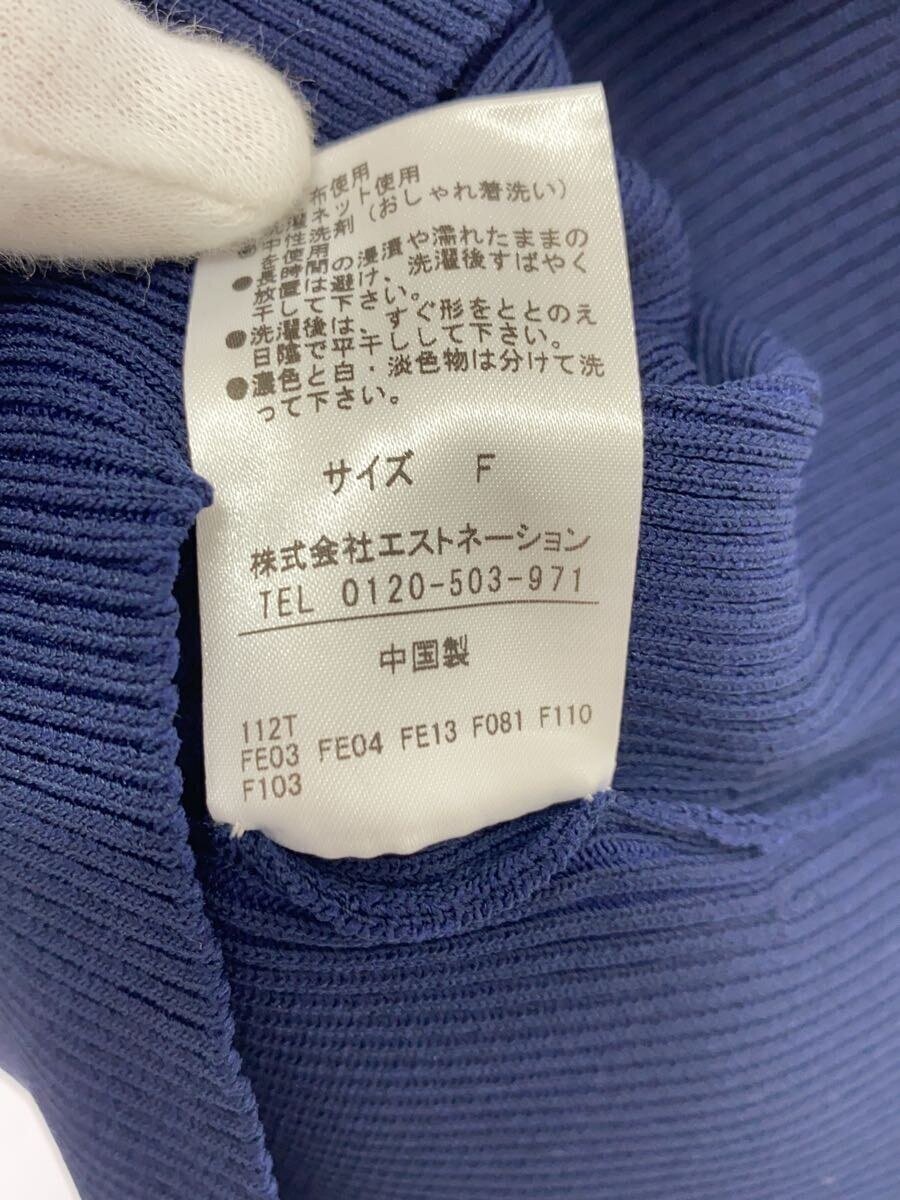 布使用
ネット使用
中性洗剤(おしゃれ着洗い)
を使用
●長時間の浸漬や濡れたままの
放置は避け、洗濯後すばやく
干して下さい。
●洗濯後は、すぐ形をととのえ
日陰で平干しして下さい。
●濃色と白・淡色物は分けて洗
って下さい。
サイズ F
株式会社エストネーション
TEL 0120-503-971
中国製
112T
FE03 FE04 FE13 F081 F110
F103